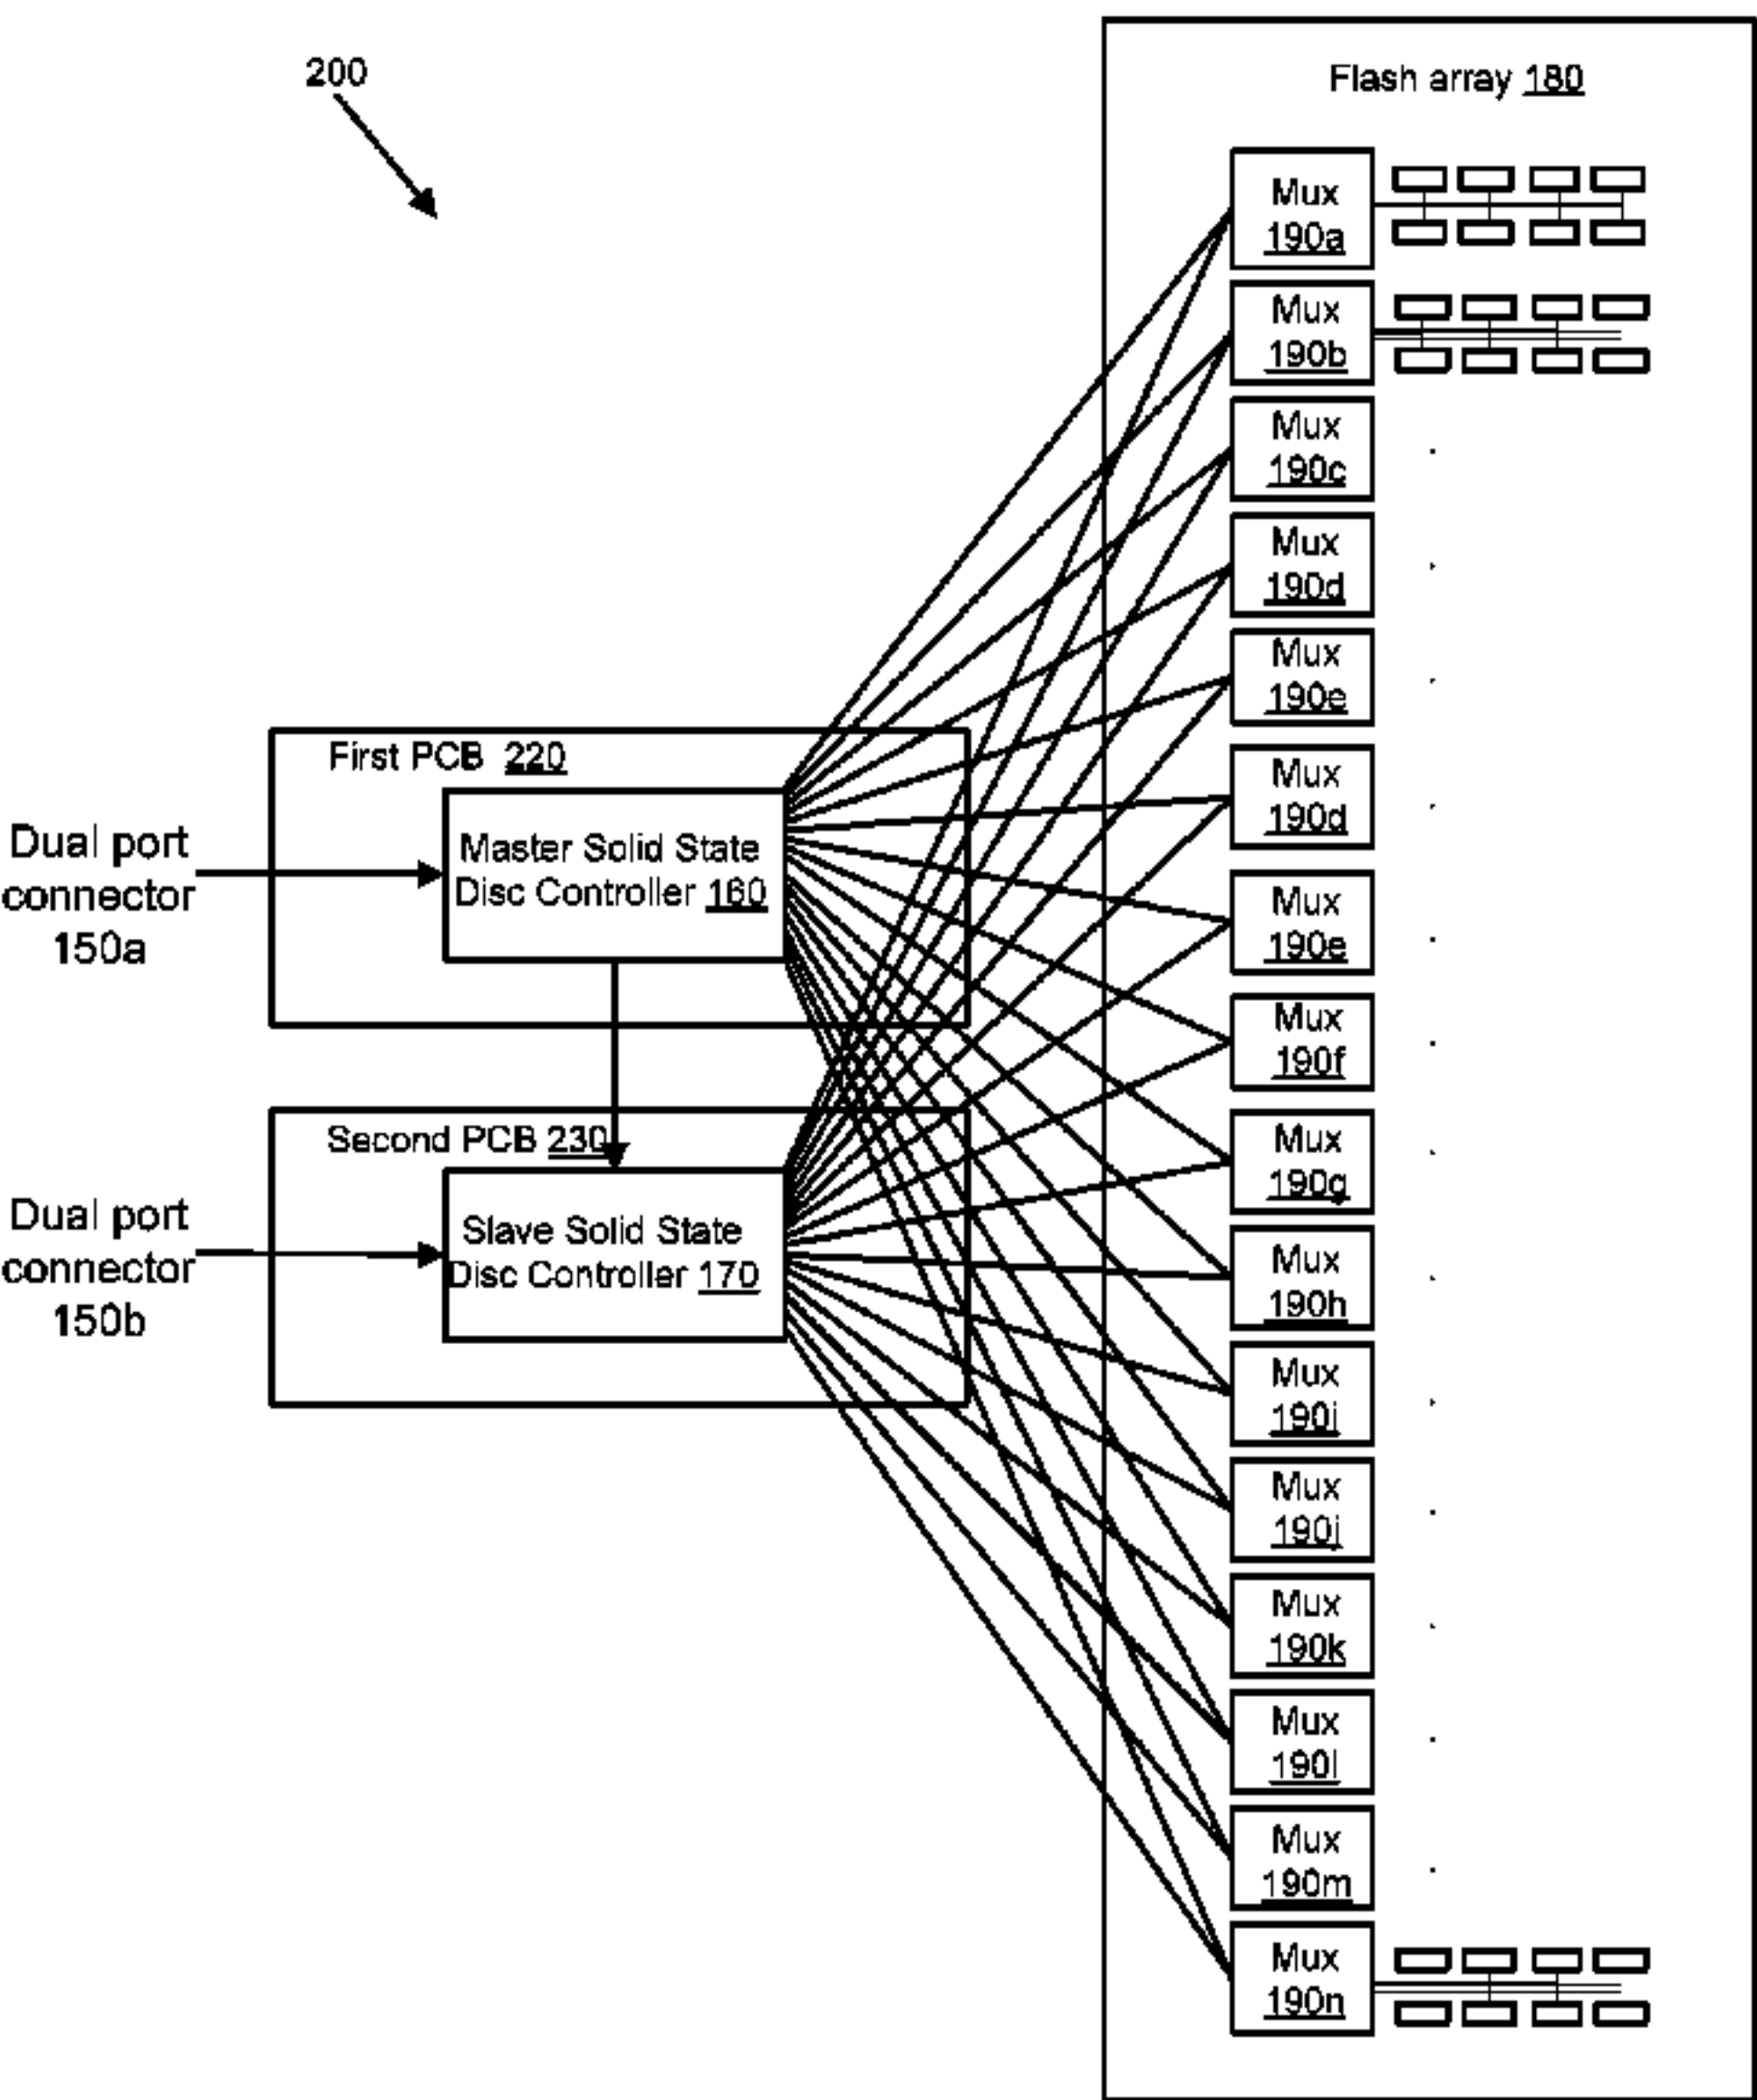 200
Flash array 180
Mux
190a
Mux
190b
Mux
190c
Mux
190d
Mux
190e
Mux
190d
Mux
190e
Mux
190f
Mux
190g
Mux
190h
Mux
190i
Mux
190j
Mux
190k
Mux
190l
Mux
190m
Mux
190n
First PCB 220
Master Solid State
Disc Controller 160
Dual port
connector
150a
Second PCB 230
Slave Solid State
Disc Controller 170
Dual port
connector
150b